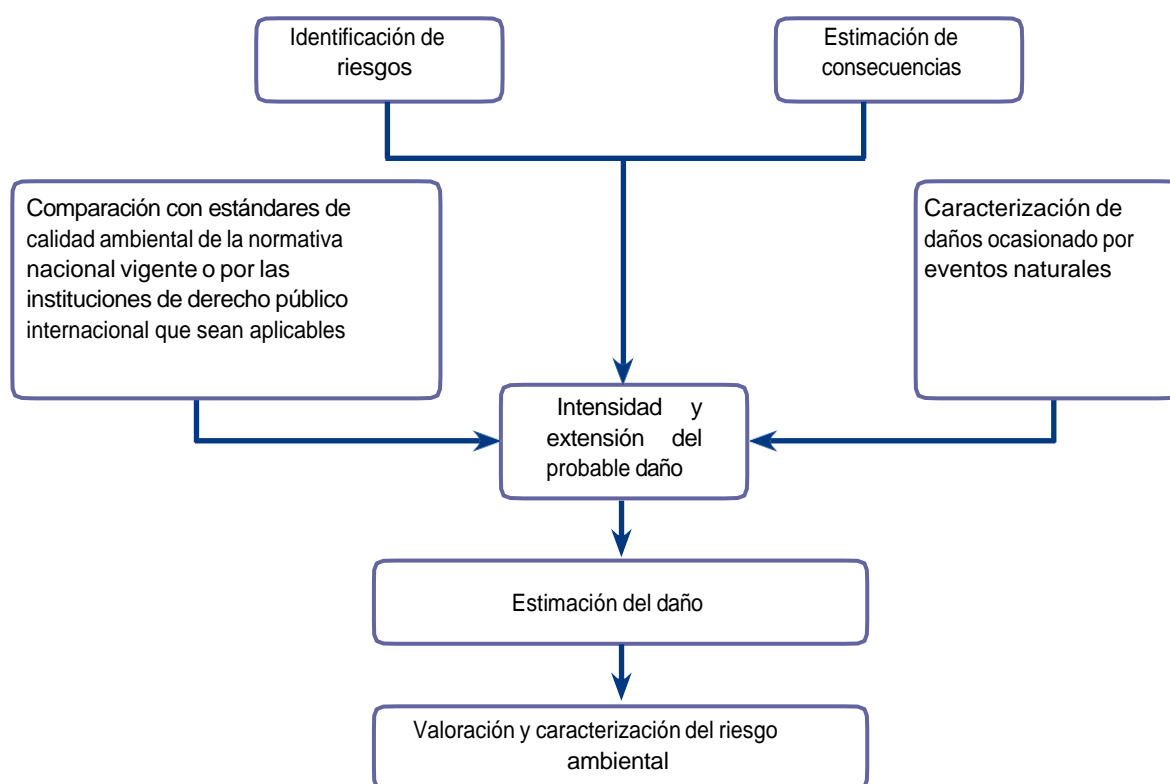 Identificación de
riesgos
Estimación de
consecuencias
Comparación con estándares de
calidad ambiental de la normativa
nacional vigente o por las
instituciones de derecho público
internacional que sean aplicables
Caracterización de
daños ocasionado por
eventos naturales
Intensidad y
extensión del
probable daño
Estimación del daño
Valoración y caracterización del riesgo
ambiental